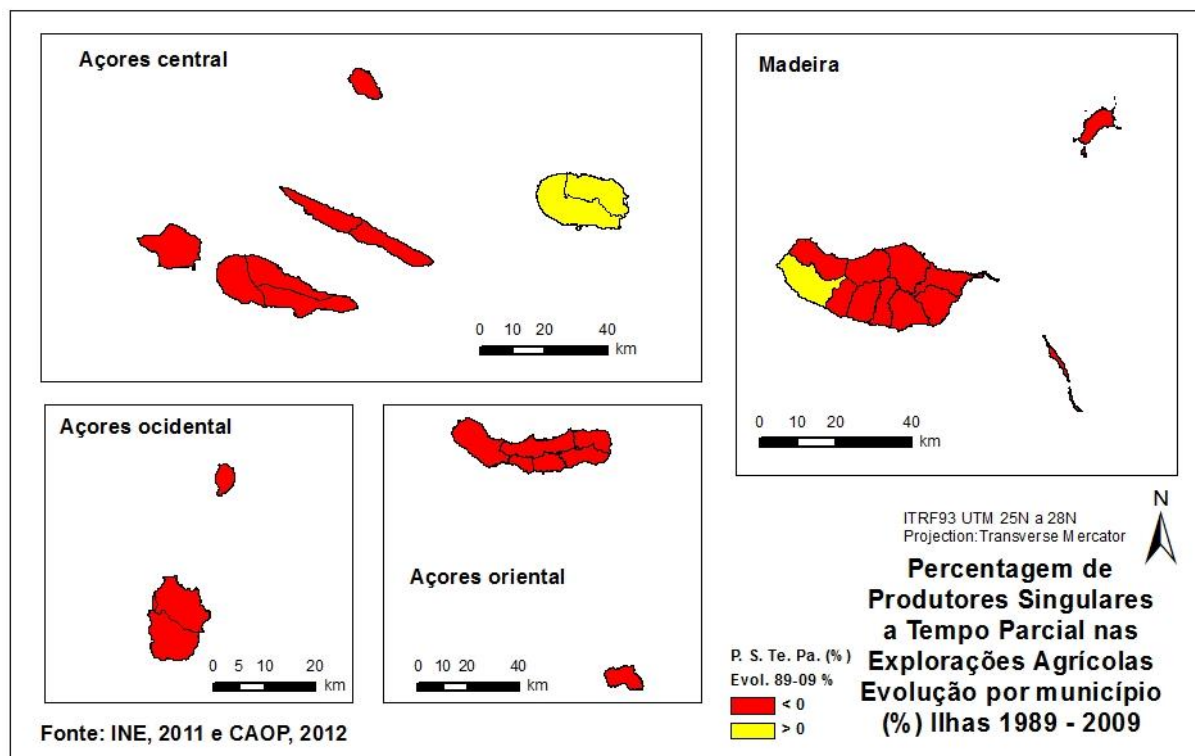 Açores central
0 10 20 40
km
Madeira
0 10 20 40
km
Açores ocidental
0 5 10 20
km
Açores oriental
0 10 20 40
km
N
ITRF93 UTM 25N a 28N
Projection:Transverse Mercator
Percentagem de
Produtores Singulares
a Tempo Parcial nas
Explorações Agrícolas
Evolução por município
(%) Ilhas 1989 - 2009
P. S. Te. Pa. (%)
Evol. 89-09 %
< 0
> 0
Fonte: INE, 2011 e CAOP, 2012